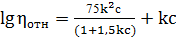 lg η_отн = 75k²c / (1+1,5kc) + kc